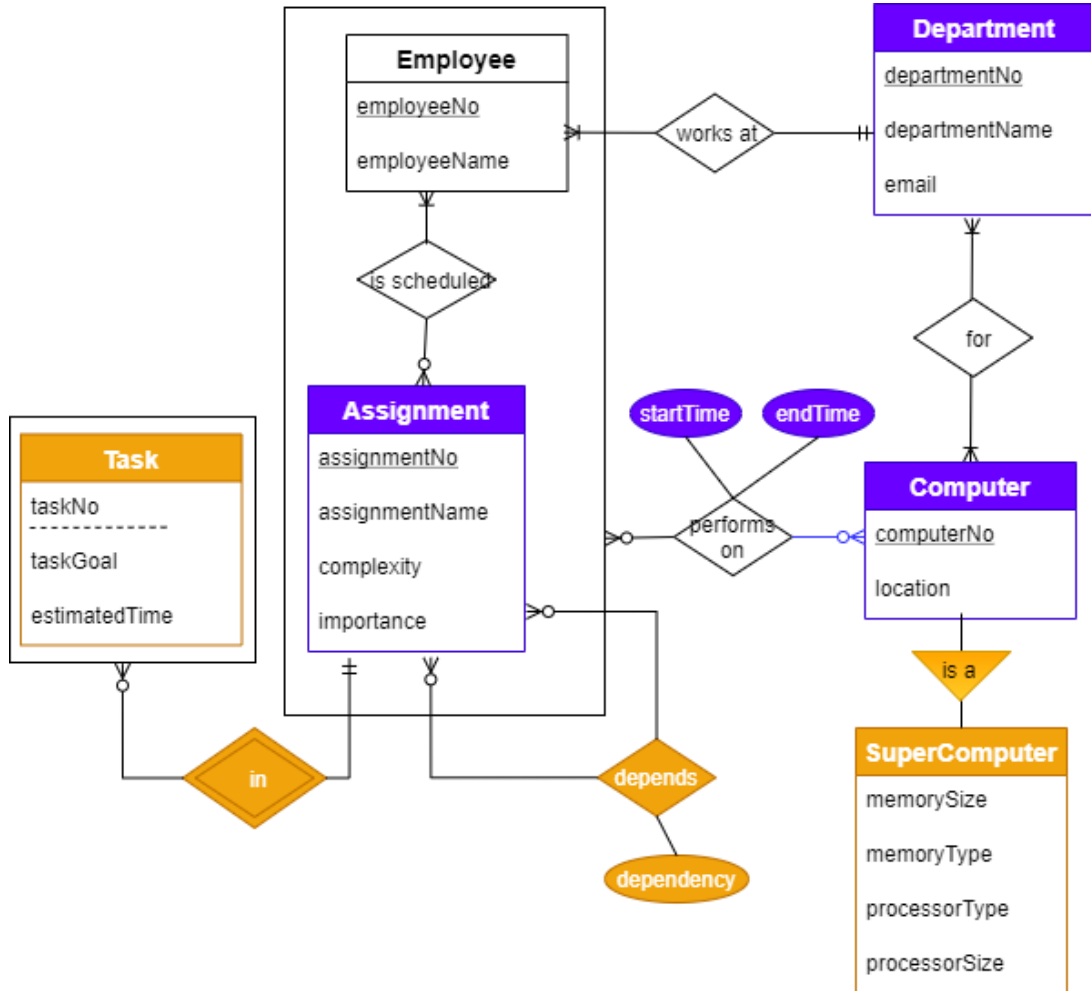 Employee
employeeNo
employeeName
works at
Department
departmentNo
departmentName
email
is scheduled
for
Assignment
assignmentNo
assignmentName
complexity
importance
startTime
endTime
performs
on
Computer
computerNo
location
Task
taskNo
taskGoal
estimatedTime
is a
in
depends
dependency
SuperComputer
memorySize
memoryType
processorType
processorSize